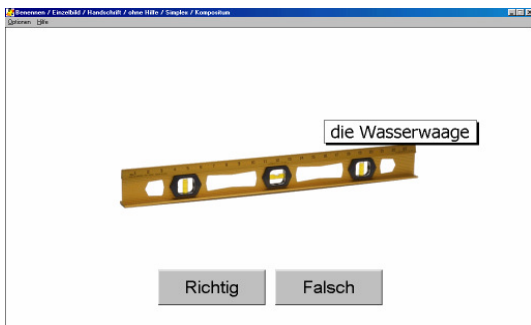 Benennen / Einzelbild / Handschrift / ohne Hilfe / Simplex / Kompositum
Optionen Hilfe
die Wasserwaage
Richtig Falsch